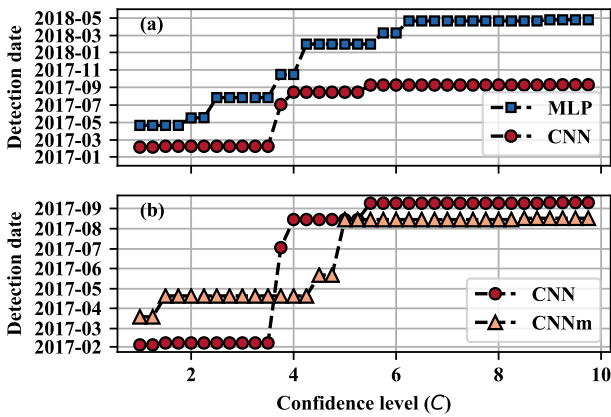 (a)
Detection date
2018-05
2018-03
2018-01
2017-11
2017-09
2017-07
2017-05
2017-03
2017-01
MLP
CNN
(b)
Detection date
2017-09
2017-08
2017-07
2017-06
2017-05
2017-04
2017-03
2017-02
CNN
CNNm
2 4 6 8 10
Confidence level (C)